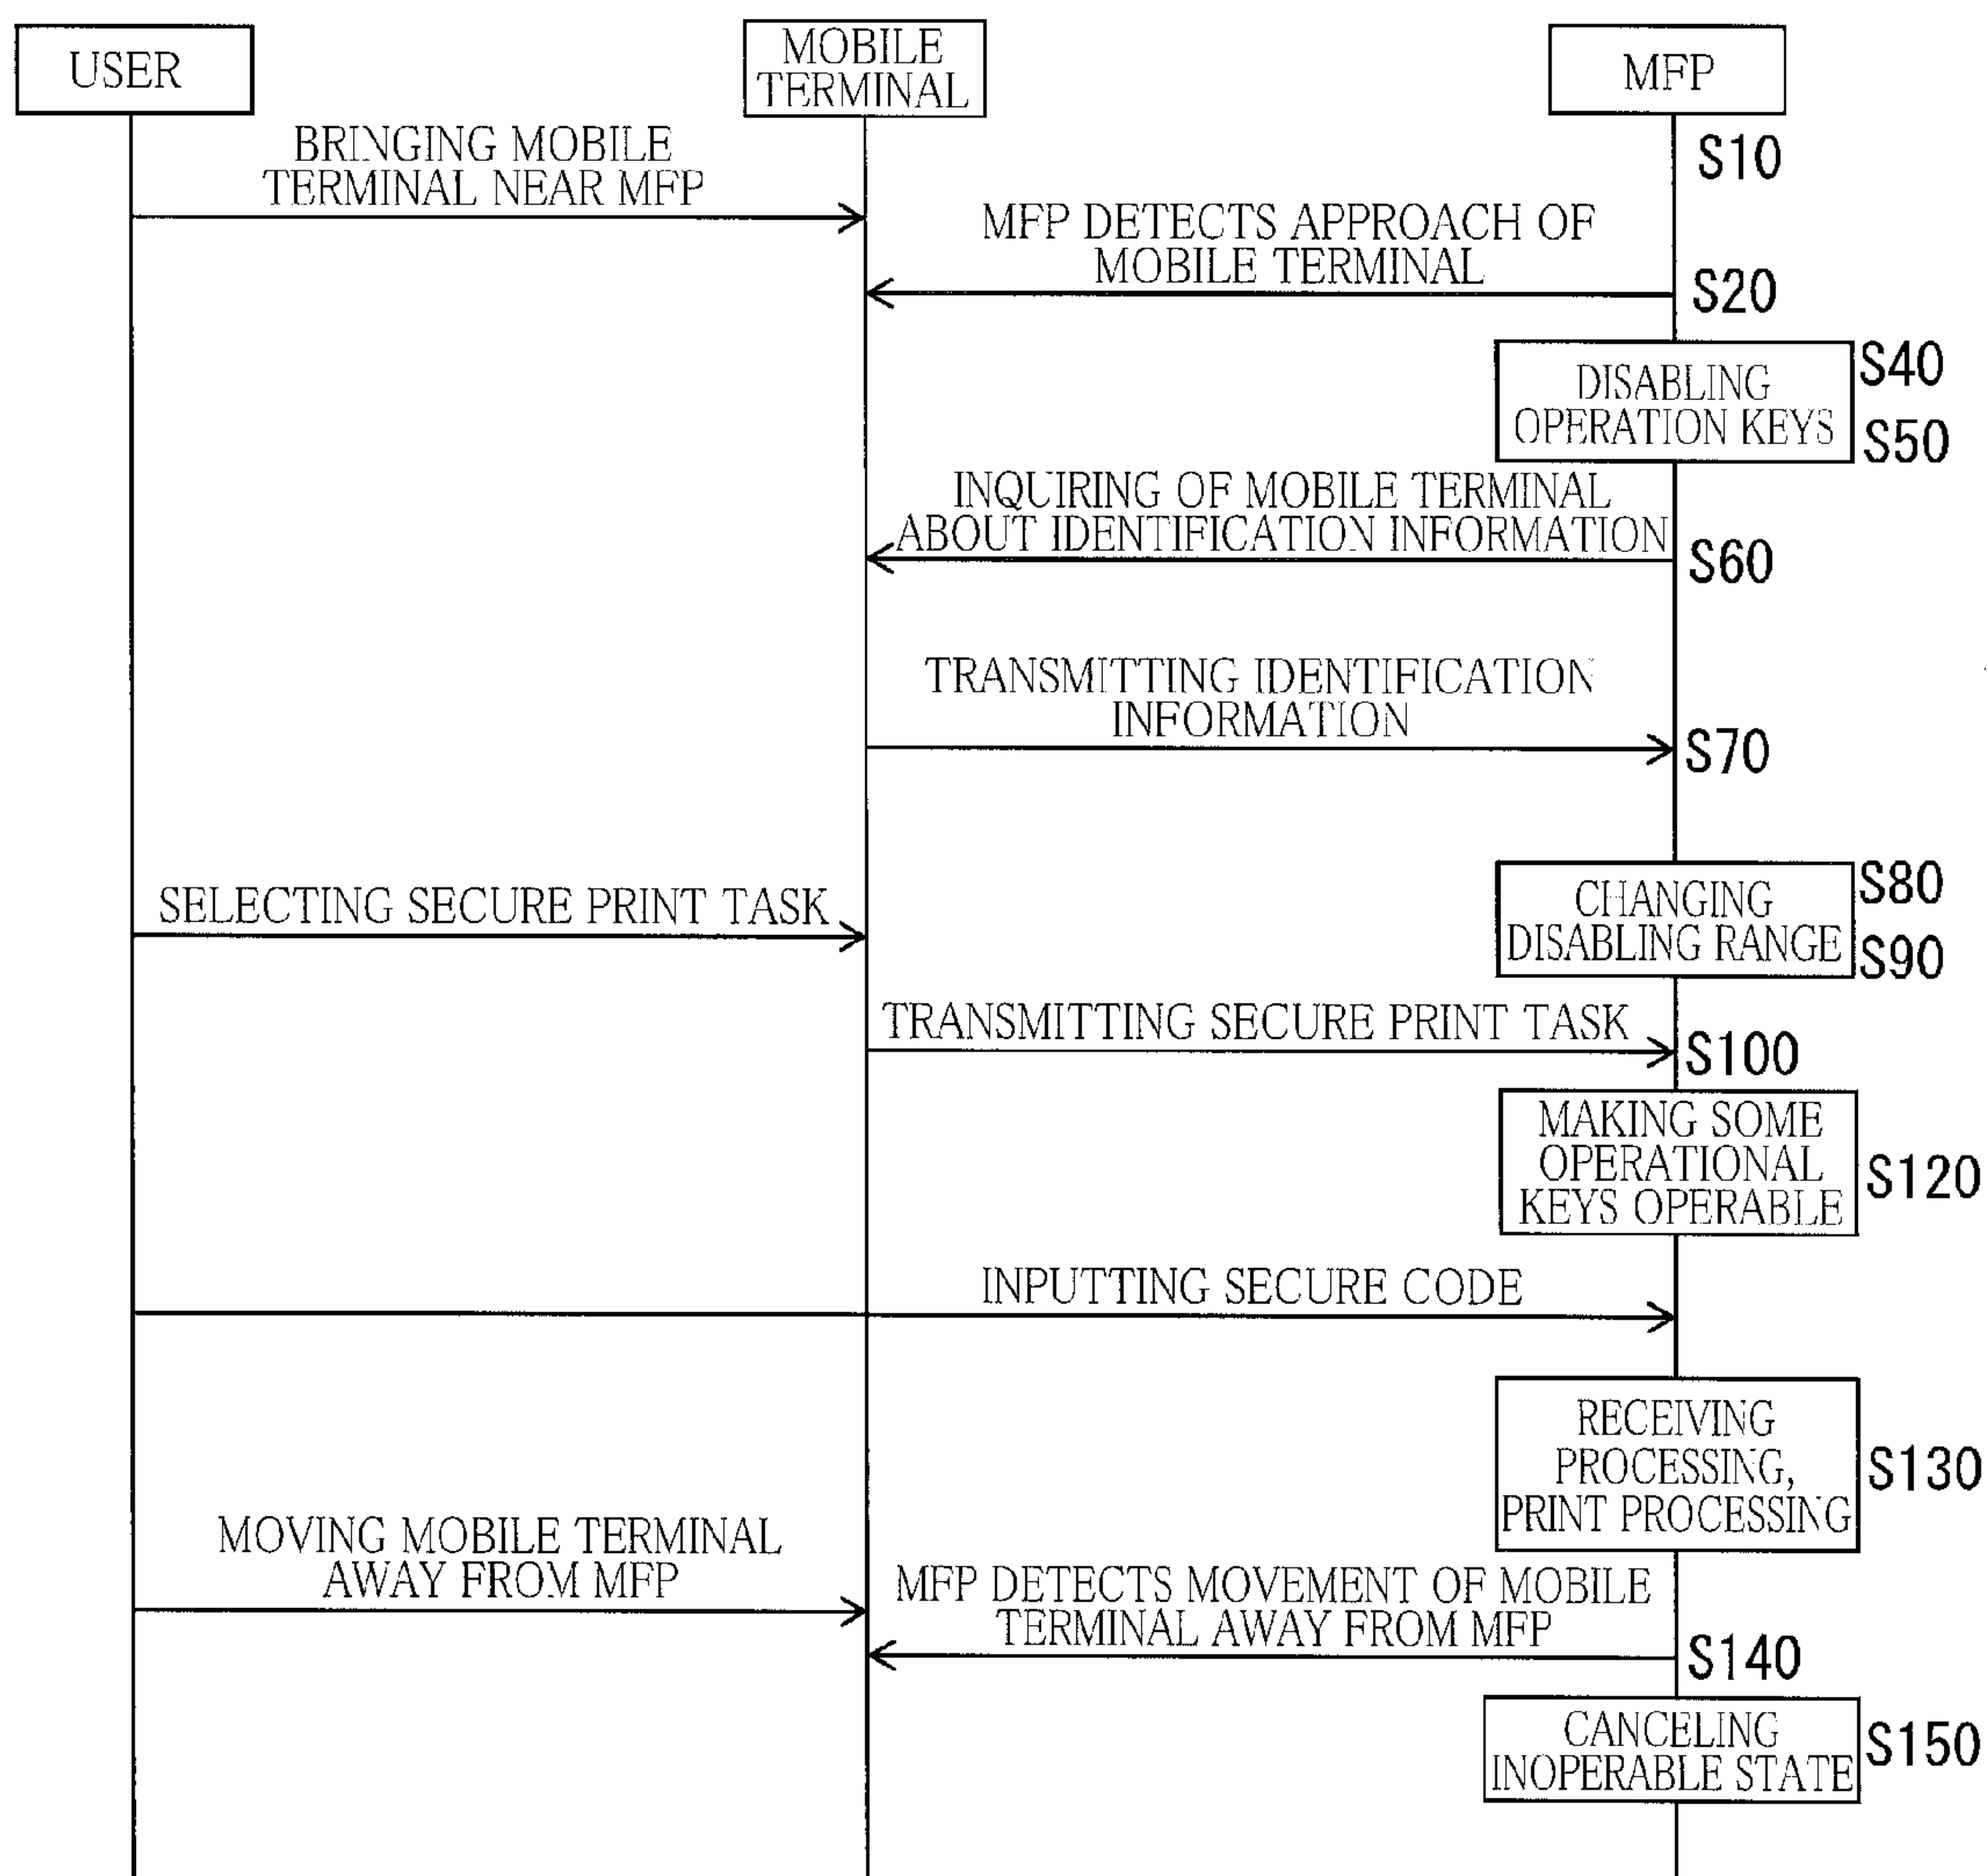 USER
MOBILE
TERMINAL
MFP
S10
BRINGING MOBILE
TERMINAL NEAR MFP
MFP DETECTS APPROACH OF
MOBILE TERMINAL
S20
DISABLING
OPERATION KEYS
S40
S50
INQUIRING OF MOBILE TERMINAL
ABOUT IDENTIFICATION INFORMATION
S60
TRANSMITTING IDENTIFICATION
INFORMATION
S70
SELECTING SECURE PRINT TASK
CHANGING
DISABLING RANGE
S80
S90
TRANSMITTING SECURE PRINT TASK
S100
MAKING SOME
OPERATIONAL
KEYS OPERABLE
S120
INPUTTING SECURE CODE
RECEIVING
PROCESSING,
PRINT PROCESSING
S130
MOVING MOBILE TERMINAL
AWAY FROM MFP
MFP DETECTS MOVEMENT OF MOBILE
TERMINAL AWAY FROM MFP
S140
CANCELING
INOPERABLE STATE
S150